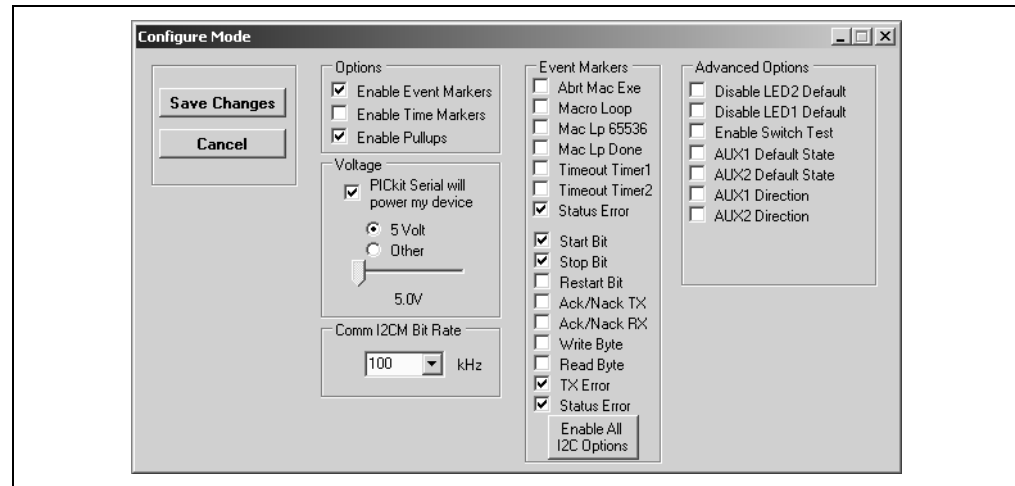 Configure Mode
Save Changes
Cancel
Options
Enable Event Markers
Enable Time Markers
Enable Pullups
Voltage
PICkit Serial will
power my device
5 Volt
Other
5.0V
Comm I2CM Bit Rate
100 kHz
Event Markers
Abrt Mac Exe
Macro Loop
Mac Lp 65536
Mac Lp Done
Timeout Timer1
Timeout Timer2
Status Error
Start Bit
Stop Bit
Restart Bit
Ack/Nack TX
Ack/Nack RX
Write Byte
Read Byte
TX Error
Status Error
Enable All
I2C Options
Advanced Options
Disable LED2 Default
Disable LED1 Default
Enable Switch Test
AUX1 Default State
AUX2 Default State
AUX1 Direction
AUX2 Direction